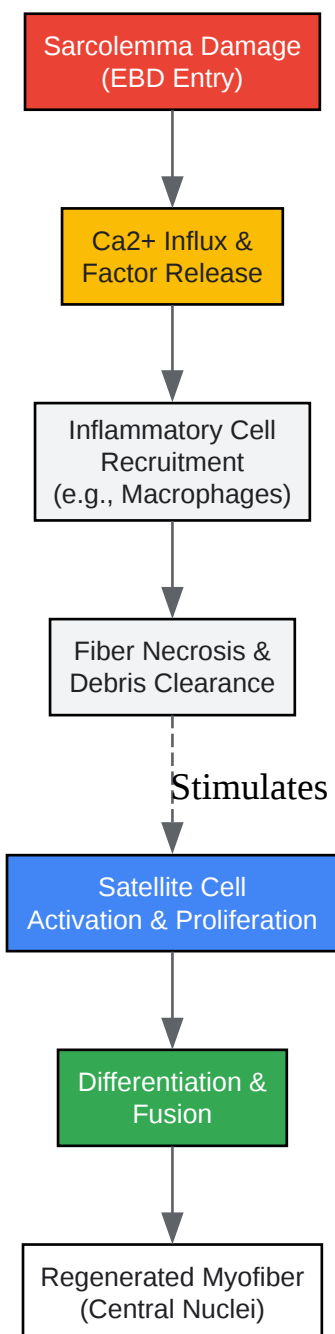 Sarcolemma Damage
(EBD Entry)
Ca2+ Influx &
Factor Release
Inflammatory Cell
Recruitment
(e.g., Macrophages)
Fiber Necrosis &
Debris Clearance
Stimulates
Satellite Cell
Activation & Proliferation
Differentiation &
Fusion
Regenerated Myofiber
(Central Nuclei)